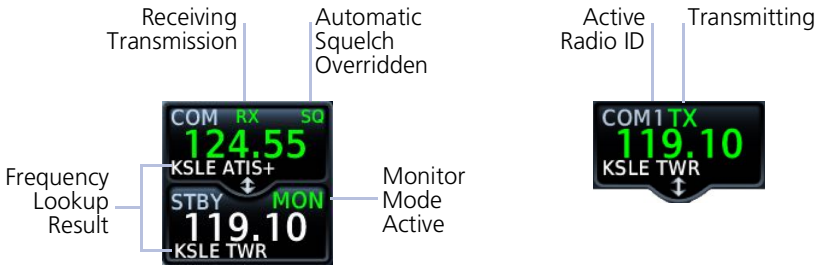 Receiving
Transmission
Automatic
Squelch
Overridden
COM RX SQ
124.55
KSLE ATIS+
STBY MON
119.10
KSLE TWR
Frequency
Lookup
Result
Monitor
Mode
Active
Active
Radio ID
Transmitting
COM1 TX
119.10
KSLE TWR